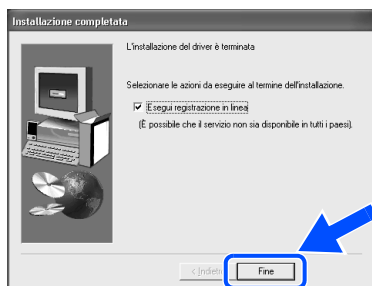 Installazione completata
L'installazione del driver è terminata
Selezionare le azioni da eseguire al termine dell'installazione.
Esegui registrazione in linea
(È possibile che il servizio non sia disponibile in tutti i paesi).
< Indietro
Fine